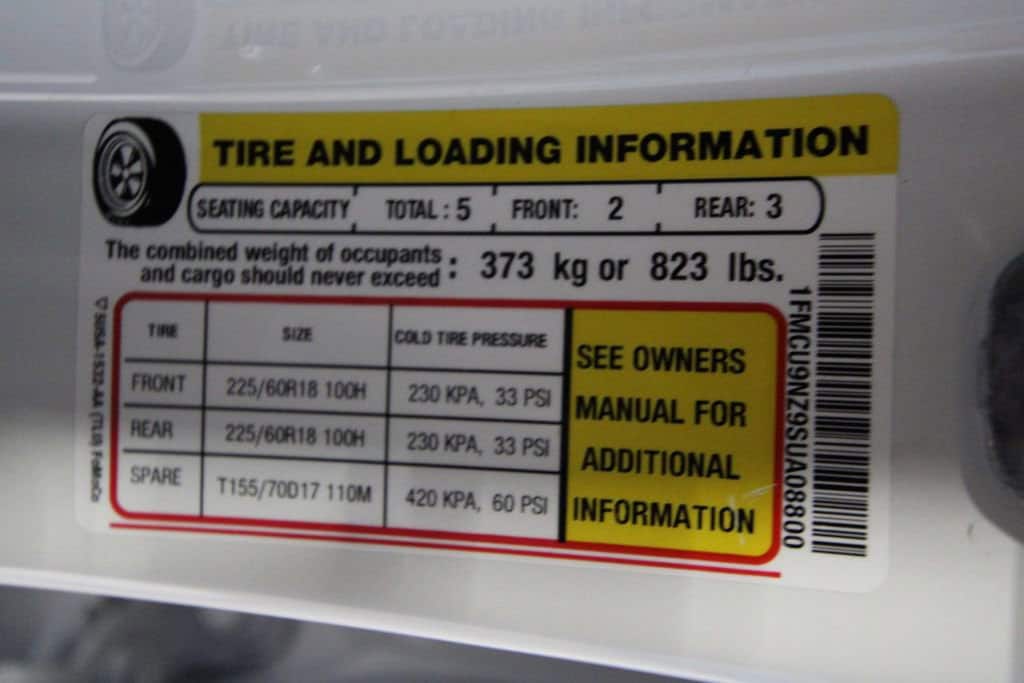 TIRE AND LOADING INFORMATION
SEATING CAPACITY TOTAL : 5 FRONT: 2 REAR: 3
The combined weight of occupants
and cargo should never exceed : 373 kg or 823 lbs.
TIRE SIZE COLD TIRE PRESSURE
FRONT 225/60R18 100H 230 KPA, 33 PSI
REAR 225/60R18 100H 230 KPA, 33 PSI
SPARE T155/70D17 110M 420 KPA, 60 PSI
SEE OWNERS
MANUAL FOR
ADDITIONAL
INFORMATION
1FMCU9NZ9SUA08800